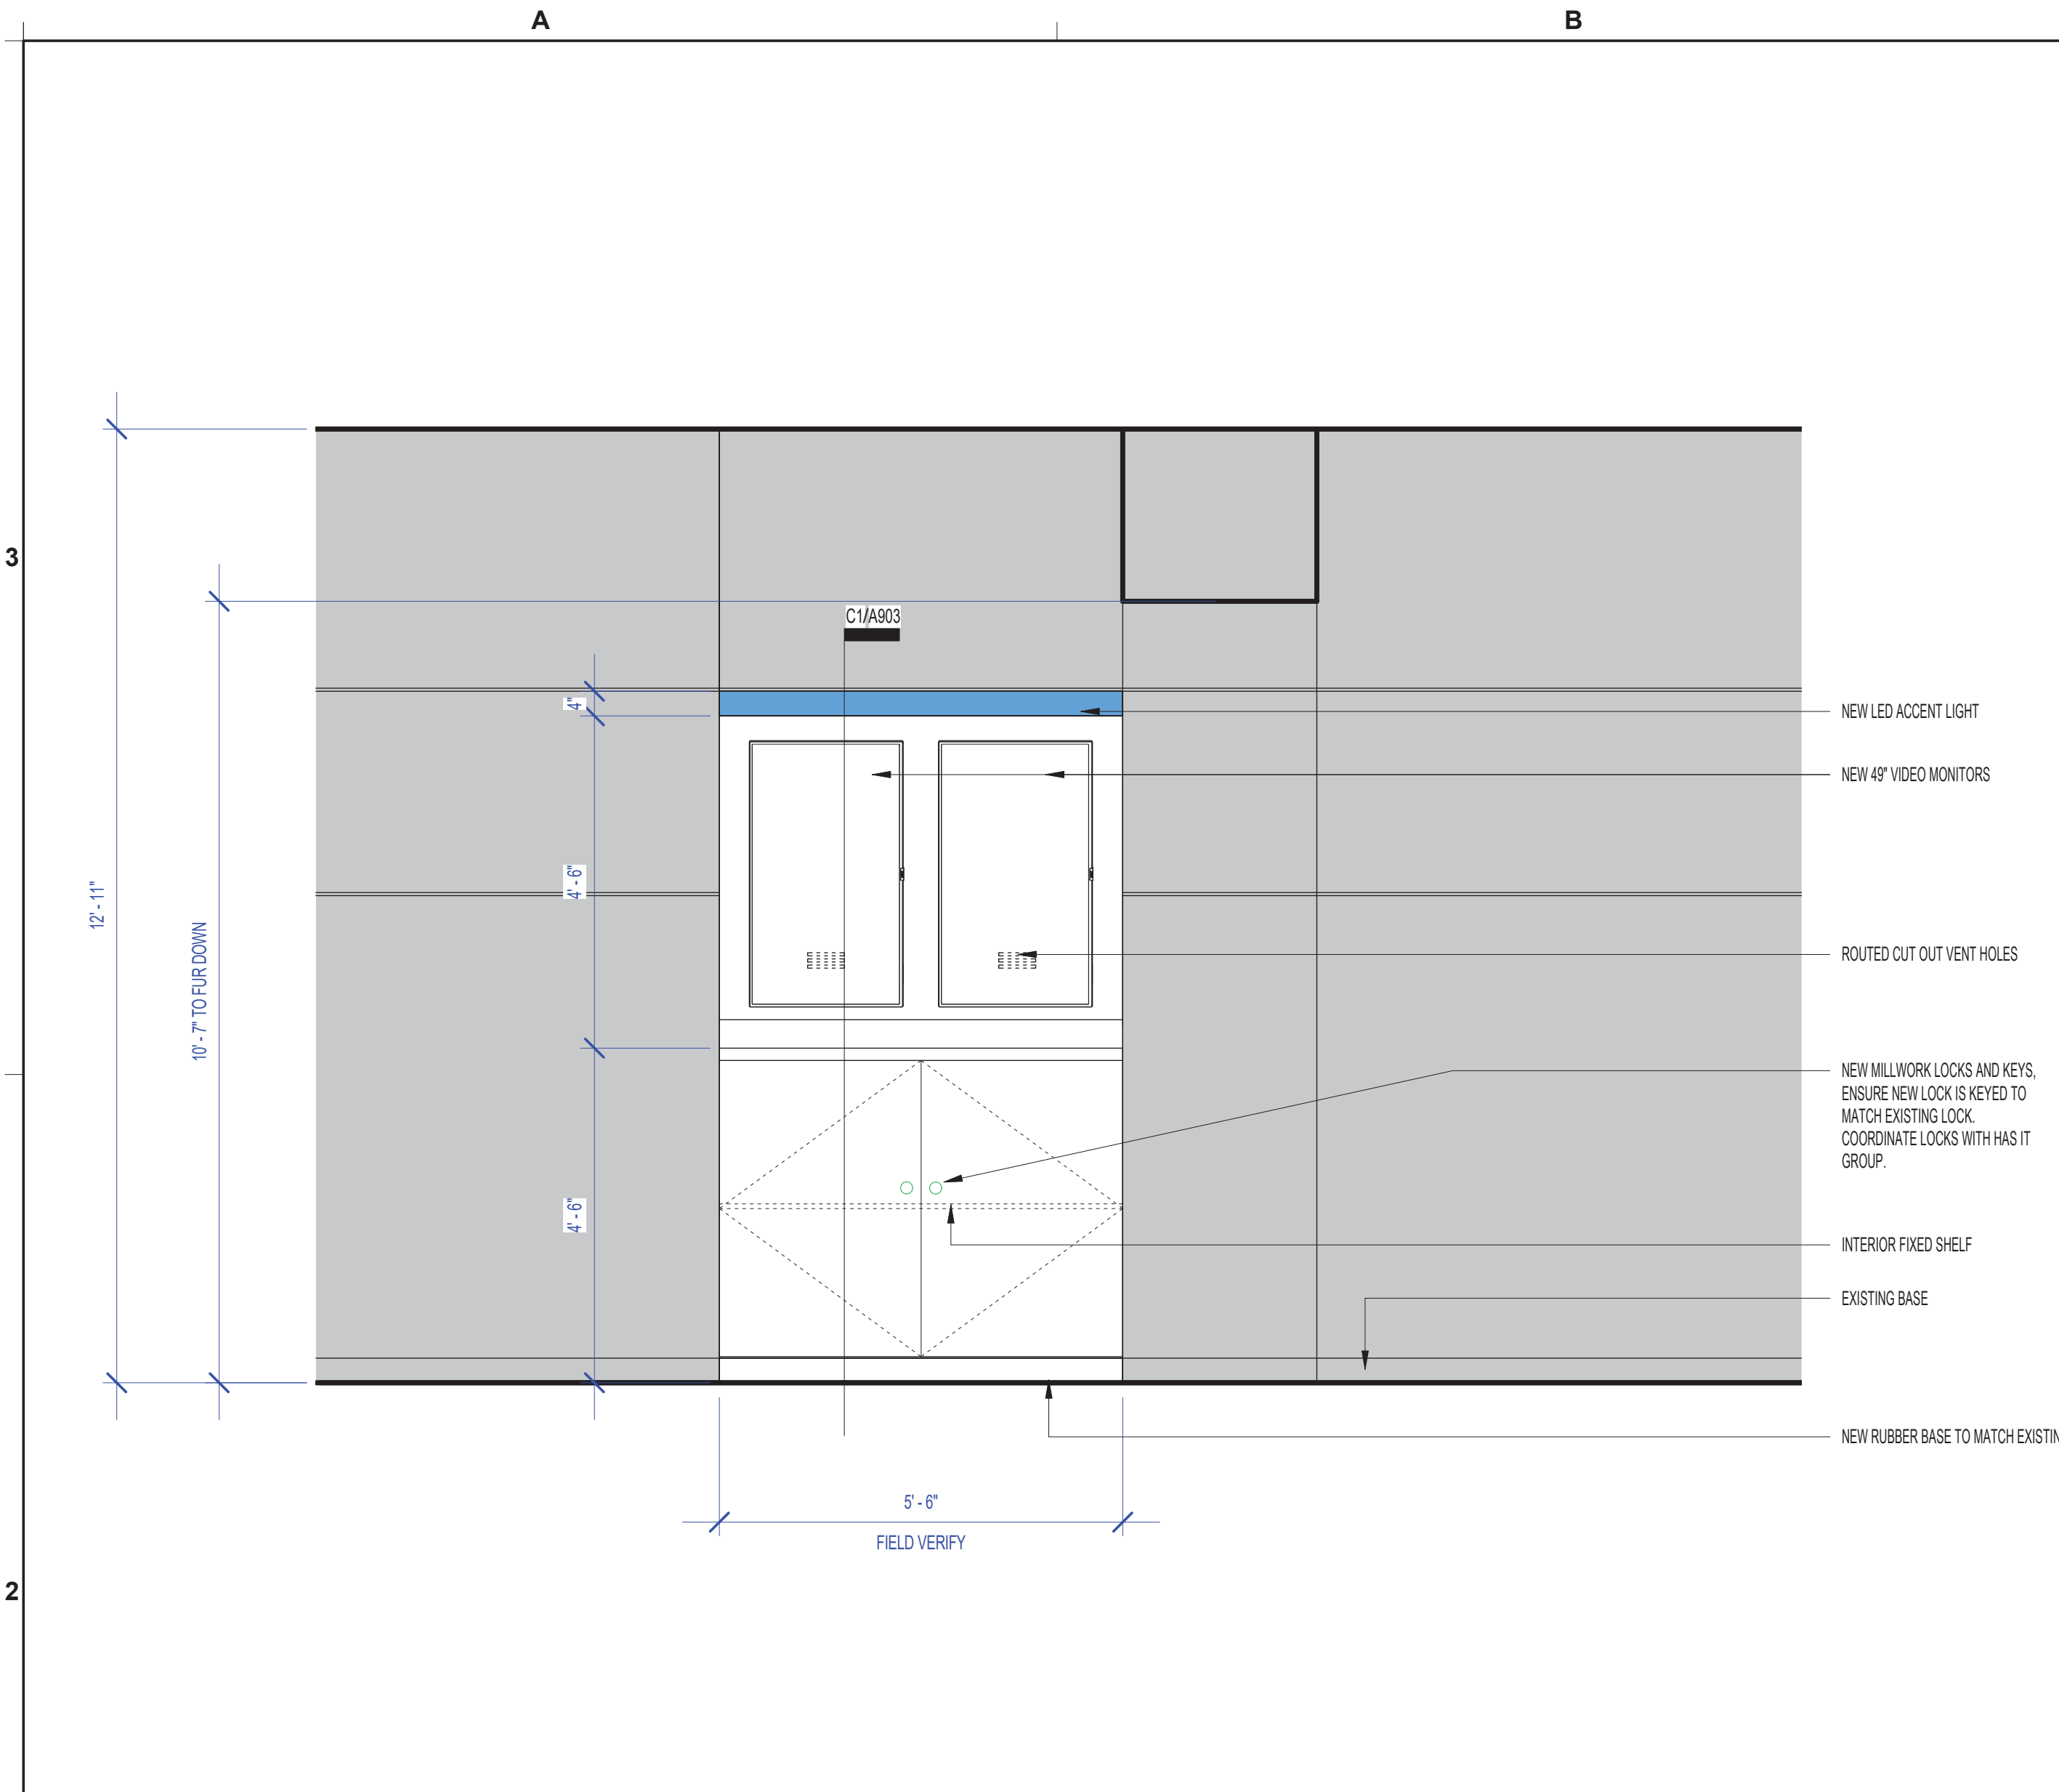 A
B
3
C1/A903
4"
NEW LED ACCENT LIGHT
NEW 49" VIDEO MONITORS
4' - 6"
12' - 11"
10' - 7" TO FUR DOWN
ROUTED CUT OUT VENT HOLES
NEW MILLWORK LOCKS AND KEYS,
ENSURE NEW LOCK IS KEYED TO
MATCH EXISTING LOCK.
COORDINATE LOCKS WITH HAS IT
GROUP.
4' - 6"
INTERIOR FIXED SHELF
EXISTING BASE
NEW RUBBER BASE TO MATCH EXISTIN
5' - 6"
FIELD VERIFY
2